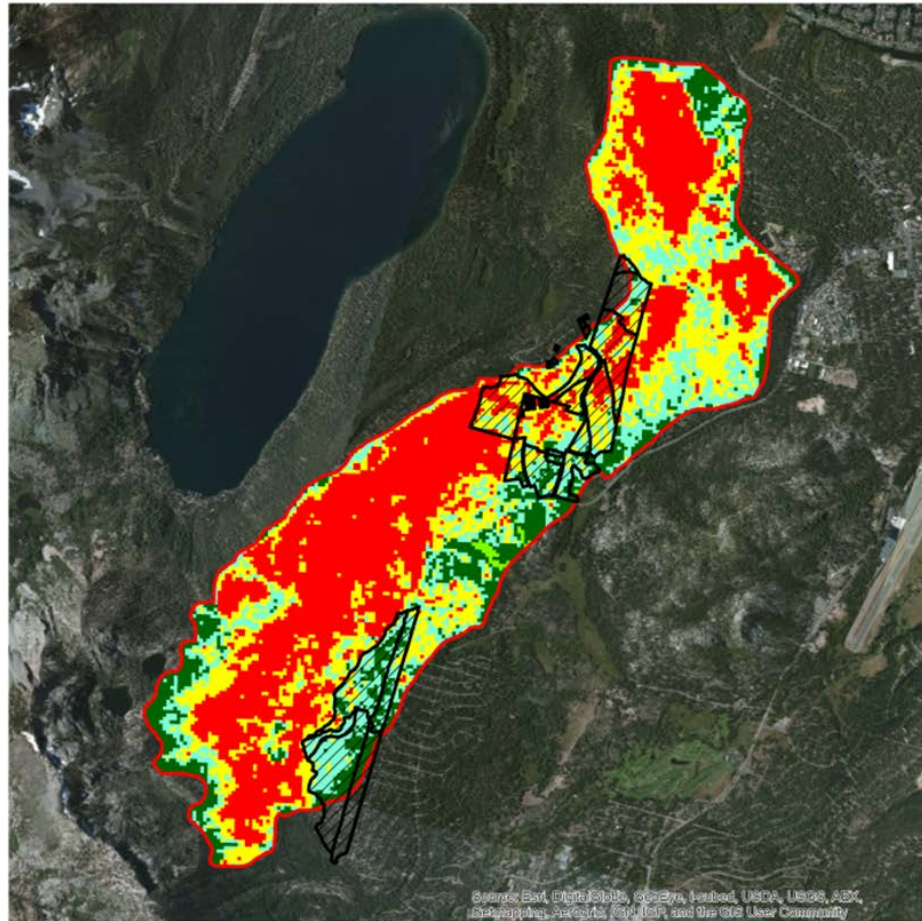 Source: Esri, DigitalGlobe, GeoEye, i-cubed, USDA, USGS, AEX,
Getmapping, Aerogrid, IGN, IGP, and the GIS User Community